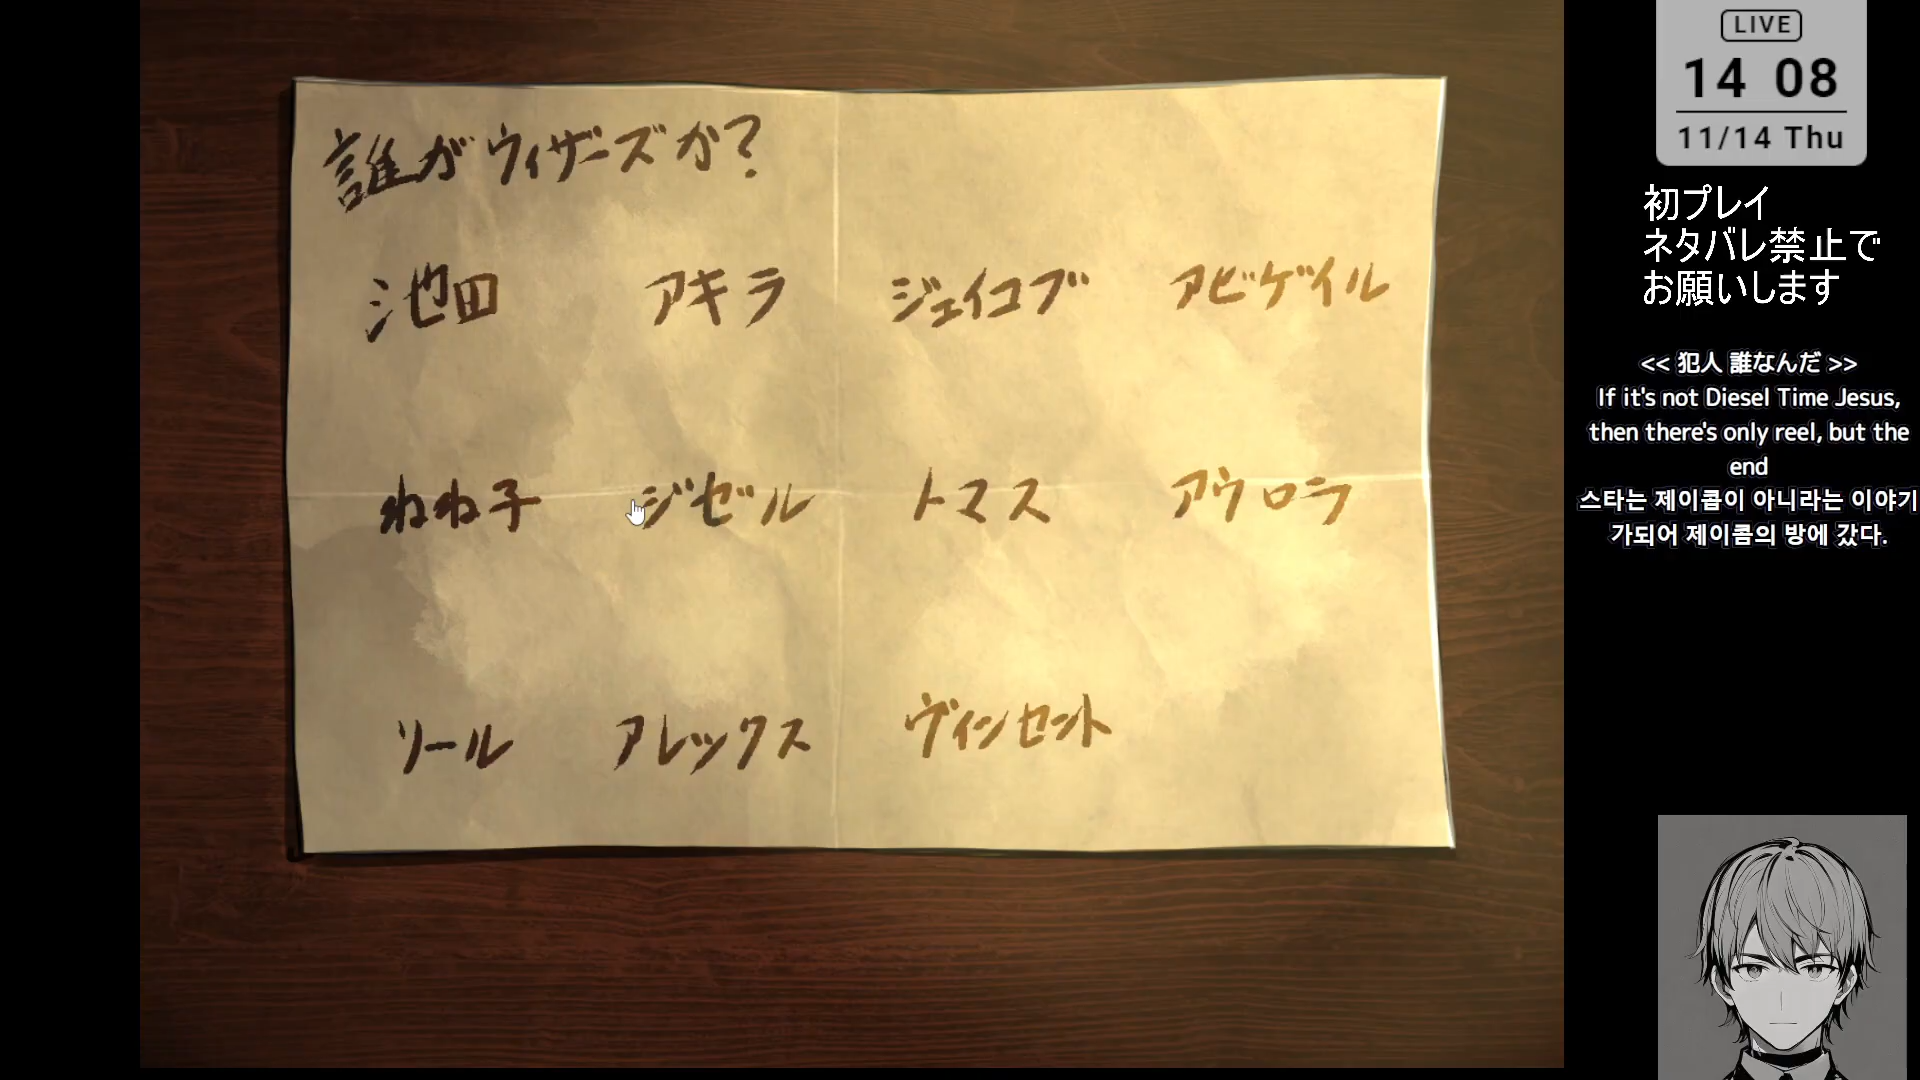 誰がウィザーズか?
池田 アキラ ジェイコブ アビゲイル
ねね子 ジゼル トマス アウロラ
ソール アレックス ヴィンセント
LIVE
14 08
11/14 Thu
初プレイ
ネタバレ禁止で
お願いします
<< 犯人 誰なんだ >>
If it's not Diesel Time Jesus,
then there's only reel, but the
end
스타는 제이콤이 아니라는 이야기
가되어 제이콤의 방에 갔다.